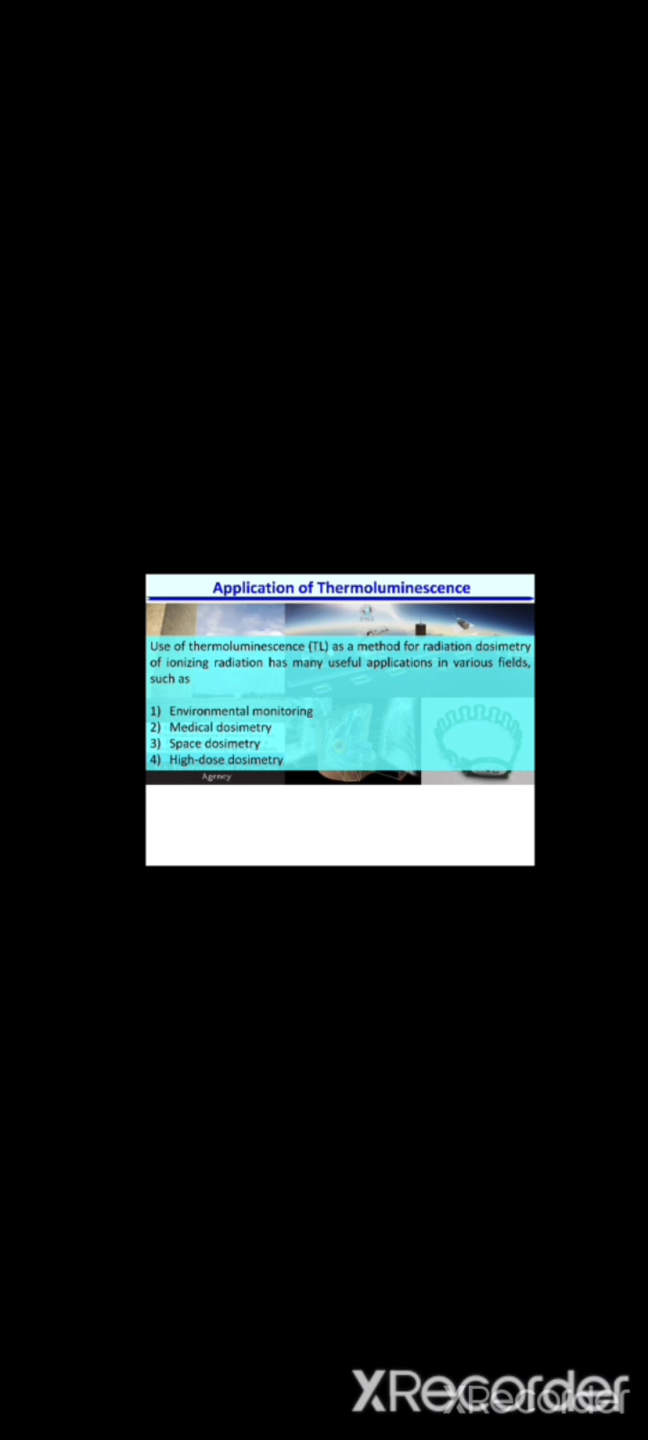 Application of Thermoluminescence
Use of thermoluminescence (TL) as a method for radiation dosimetry
of ionizing radiation has many useful applications in various fields,
such as
1) Environmental monitoring
2) Medical dosimetry
3) Space dosimetry
4) High-dose dosimetry
Agency
XRecorder
XRecorder